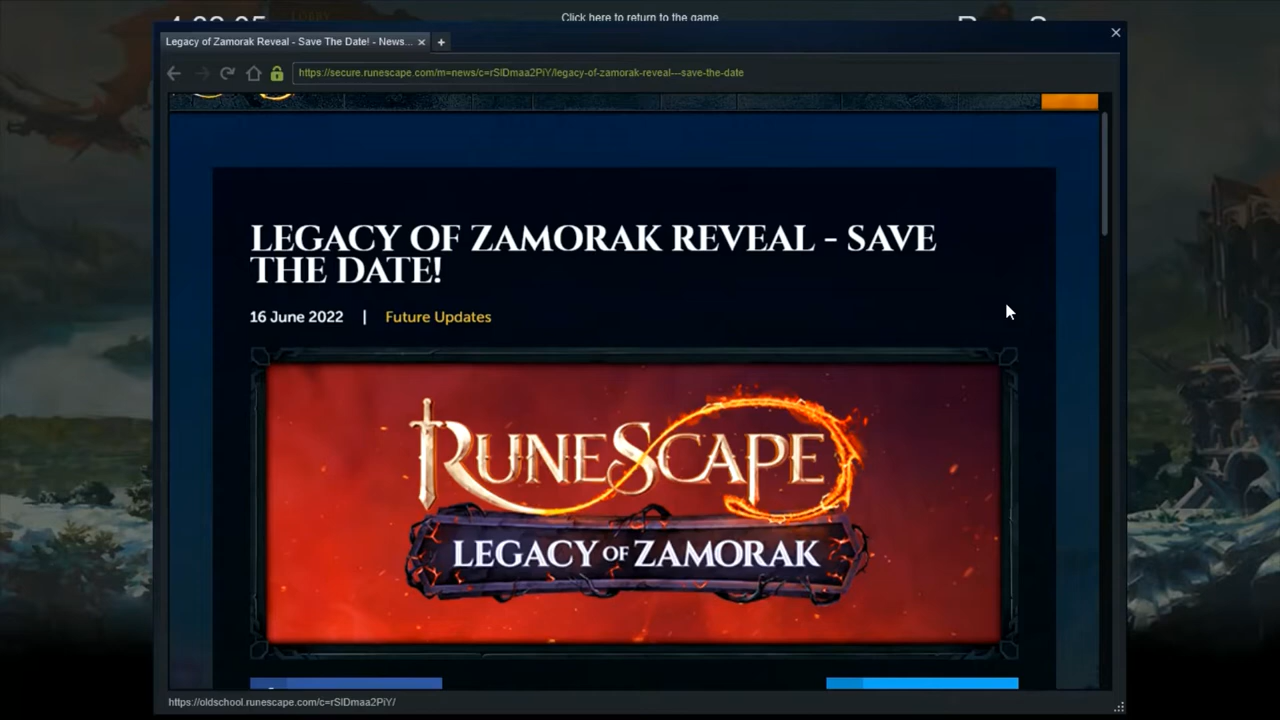 Click here to return to the game
Legacy of Zamorak Reveal - Save The Date! - News...
https://secure.runescape.com/m=news/c=rSlDmaa2PiY/legacy-of-zamorak-reveal---save-the-date
LEGACY OF ZAMORAK REVEAL - SAVE
THE DATE!
16 June 2022 | Future Updates
RUNESCAPE
LEGACY OF ZAMORAK
https://oldschool.runescape.com/c=rSlDmaa2PiY/